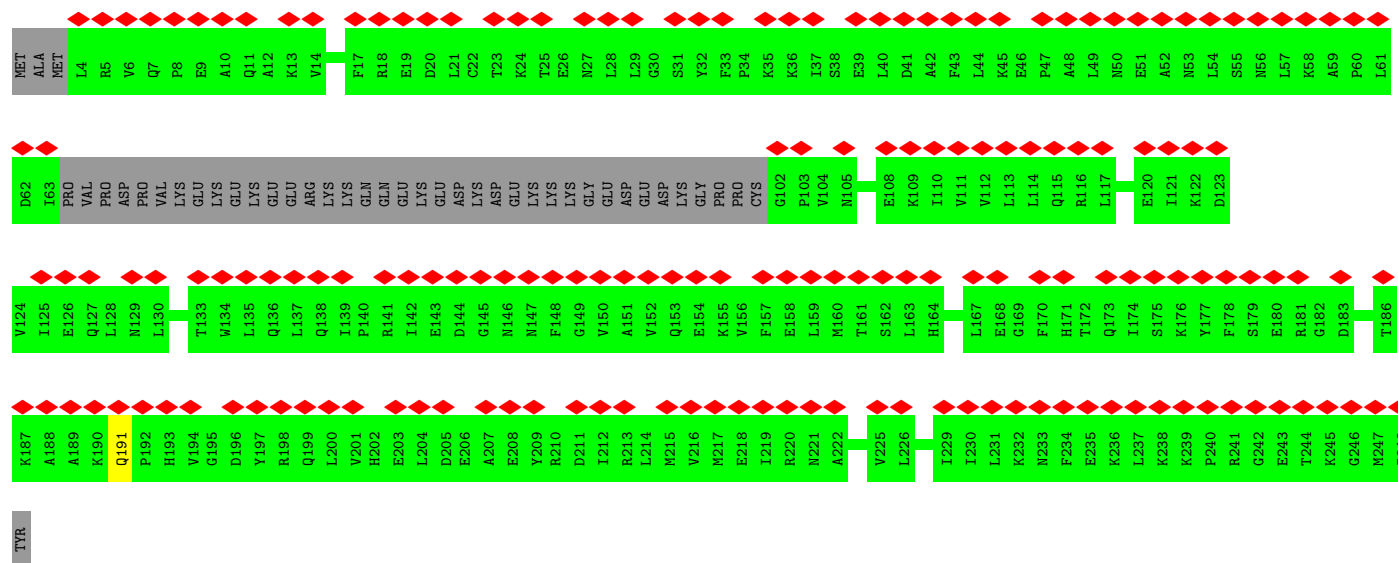 MET ALA MET L4 R5 V6 Q7 P8 E9 A10 Q11 A12 K13 V14 F17 R18 E19 D20 L21 C22 T23 K24 T25 E26 N27 L28 L29 G30 S31 Y32 F33 P34 K35 K36 I37 S38 E39 L40 D41 A42 F43 L44 K45 E46 P47 A48 L49 N50 E51 A52 N53 L54 S55 N56 L57 K58 A59 P60 L61
D62 I63 PRO VAL PRO ASP PRO VAL LYS GLU LYS GLU LYS GLU GLU ARG LYS LYS GLN GLN GLU LYS GLU ASP LYS ASP GLU LYS LYS LYS GLY GLU ASP GLU ASP LYS GLY PRO PRO CYS G102 P103 V104 N105 E108 K109 I110 V111 V112 L113 L114 Q115 R116 L117 E120 I121 K122 D123
V124 I125 E126 Q127 L128 N129 L130 T133 W134 L135 Q136 L137 Q138 I139 P140 R141 I142 E143 D144 G145 N146 N147 F148 G149 V150 A151 V152 Q153 E154 K155 V156 F157 E158 L159 M160 T161 S162 L163 H164 L167 E168 G169 F170 H171 T172 Q173 I174 S175 K176 Y177 F178 S179 E180 R181 G182 D183 T186
K187 A188 A189 K190 Q191 P192 H193 V194 G195 D196 Y197 R198 Q199 L200 V201 H202 E203 L204 D205 E206 A207 E208 Y209 R210 D211 I212 R213 L214 M215 V216 M217 E218 I219 R220 N221 A222 V225 L226 I229 I230 L231 K232 N233 F234 E235 K236 L237 K238 K239 P240 R241 G242 E243 T244 K245 G246 M247
TYR